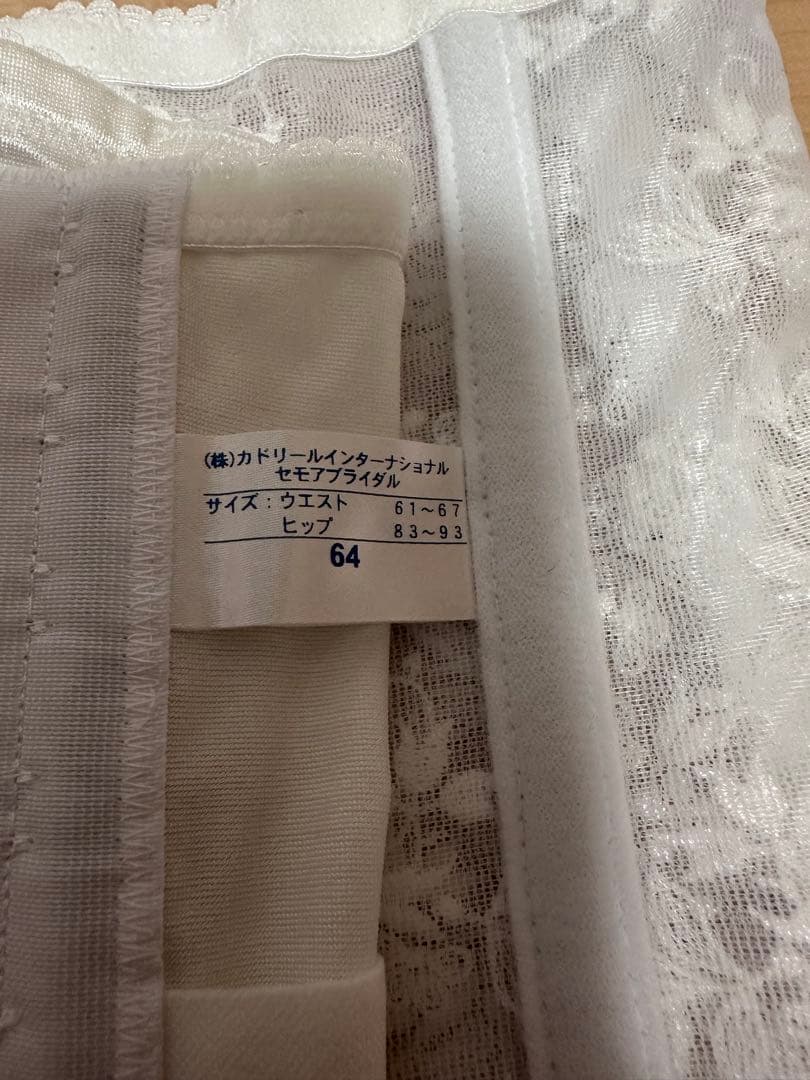 (株)カドリールインターナショナル
セモアブライダル
サイズ：ウエスト 61～67
ヒップ 83～93
64